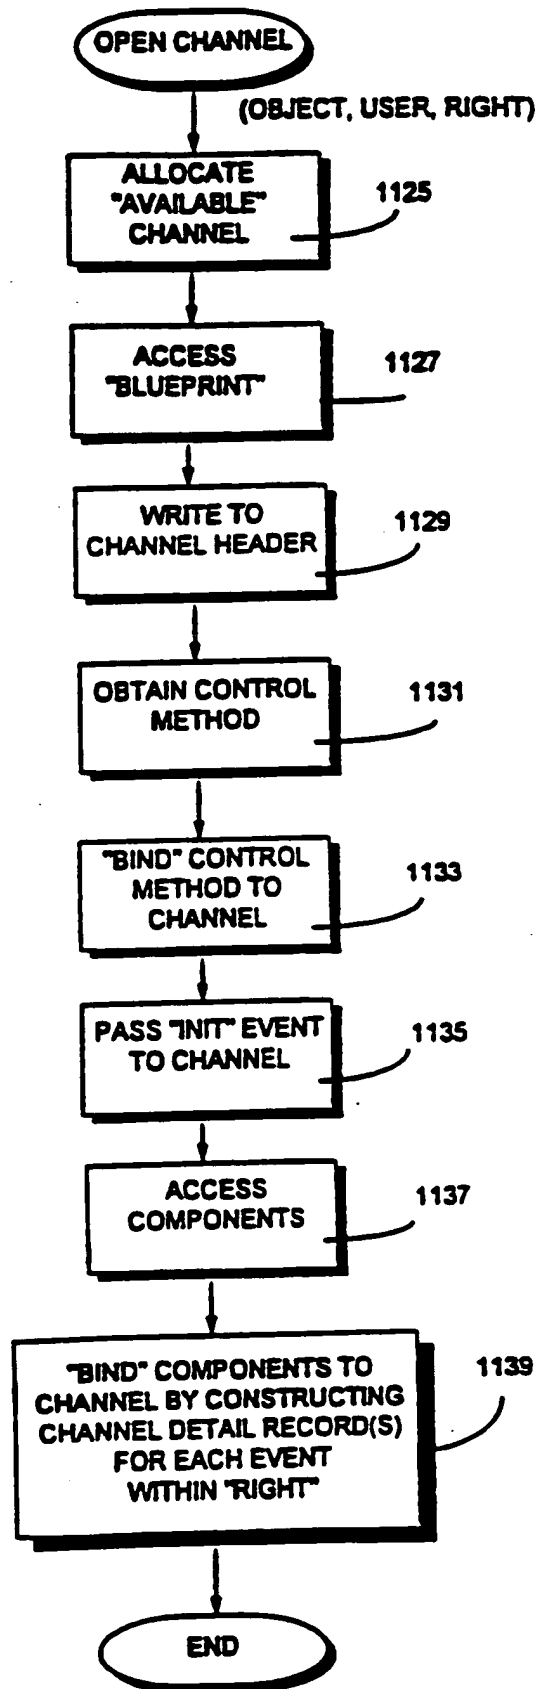 OPEN CHANNEL
(OBJECT, USER, RIGHT)
ALLOCATE
"AVAILABLE"
CHANNEL
1125
ACCESS
"BLUEPRINT"
1127
WRITE TO
CHANNEL HEADER
1129
OBTAIN CONTROL
METHOD
1131
"BIND" CONTROL
METHOD TO
CHANNEL
1133
PASS "INIT" EVENT
TO CHANNEL
1135
ACCESS
COMPONENTS
1137
"BIND" COMPONENTS TO
CHANNEL BY CONSTRUCTING
CHANNEL DETAIL RECORD(S)
FOR EACH EVENT
WITHIN "RIGHT"
1139
END